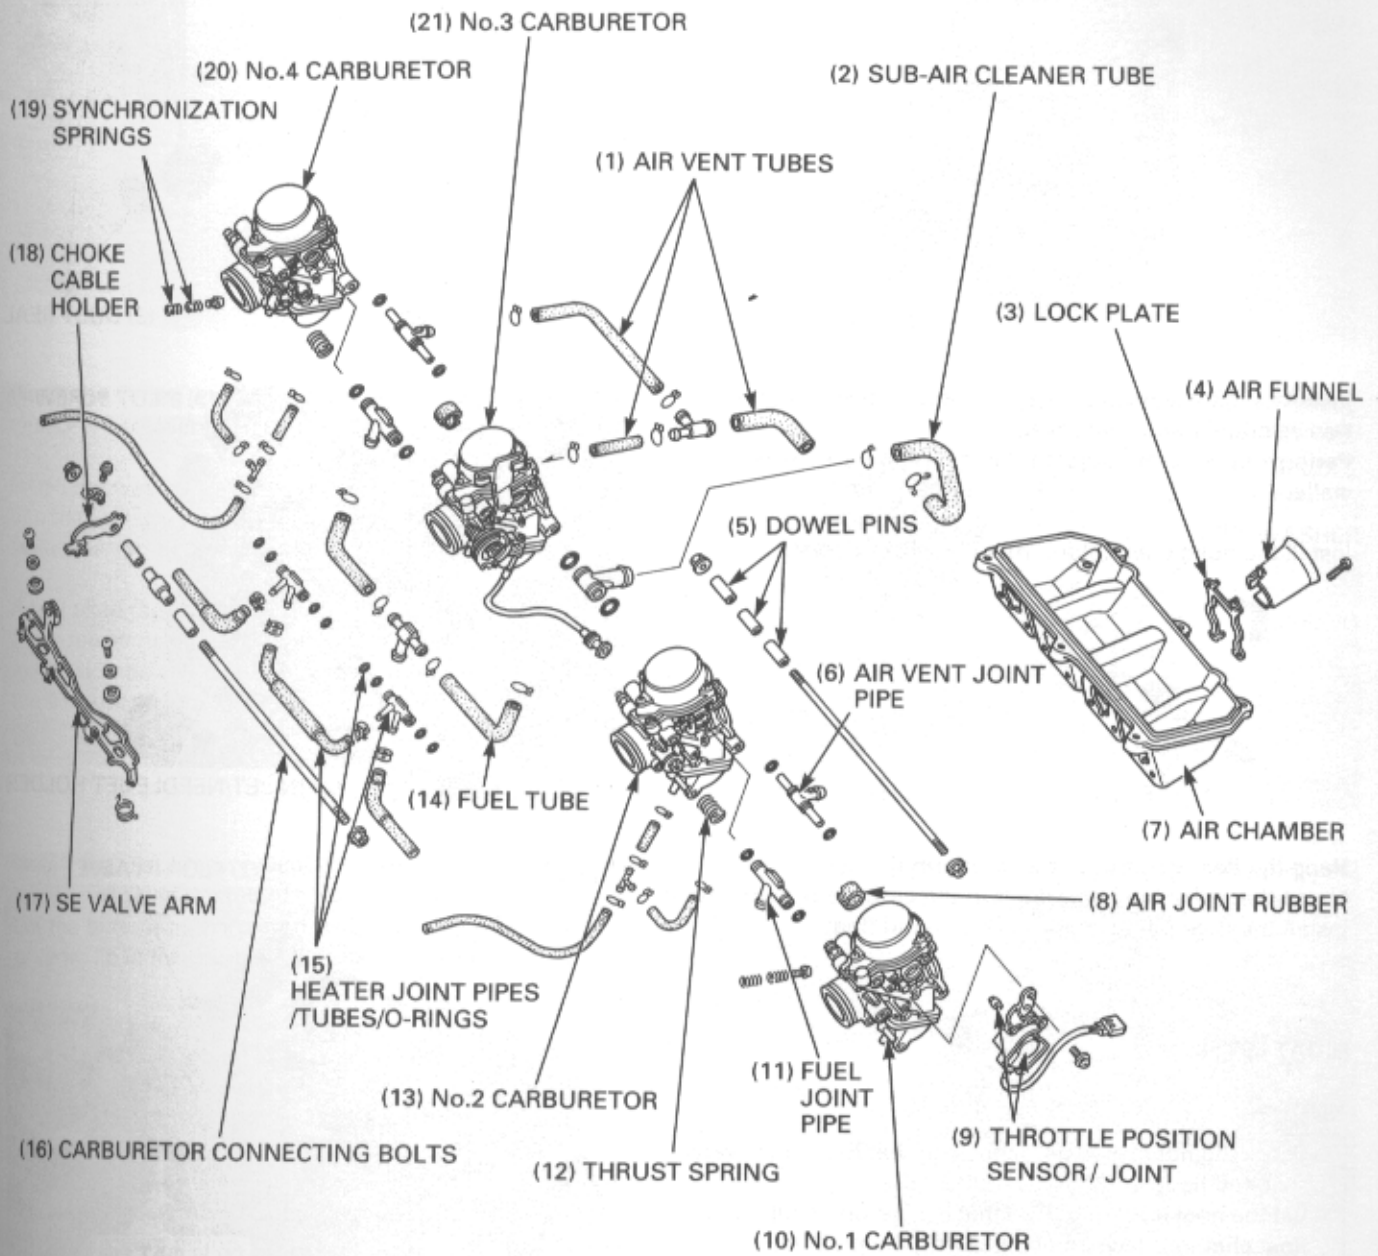 (21) No.3 CARBURETOR
(20) No.4 CARBURETOR
(2) SUB-AIR CLEANER TUBE
(19) SYNCHRONIZATION
SPRINGS
(1) AIR VENT TUBES
(18) CHOKE
CABLE
HOLDER
(3) LOCK PLATE
(4) AIR FUNNEL
(5) DOWEL PINS
(6) AIR VENT JOINT
PIPE
(14) FUEL TUBE
(7) AIR CHAMBER
(17) SE VALVE ARM
(8) AIR JOINT RUBBER
(15)
HEATER JOINT PIPES
/TUBES/O-RINGS
(13) No.2 CARBURETOR
(11) FUEL
JOINT
PIPE
(9) THROTTLE POSITION
SENSOR / JOINT
(16) CARBURETOR CONNECTING BOLTS
(12) THRUST SPRING
(10) No.1 CARBURETOR